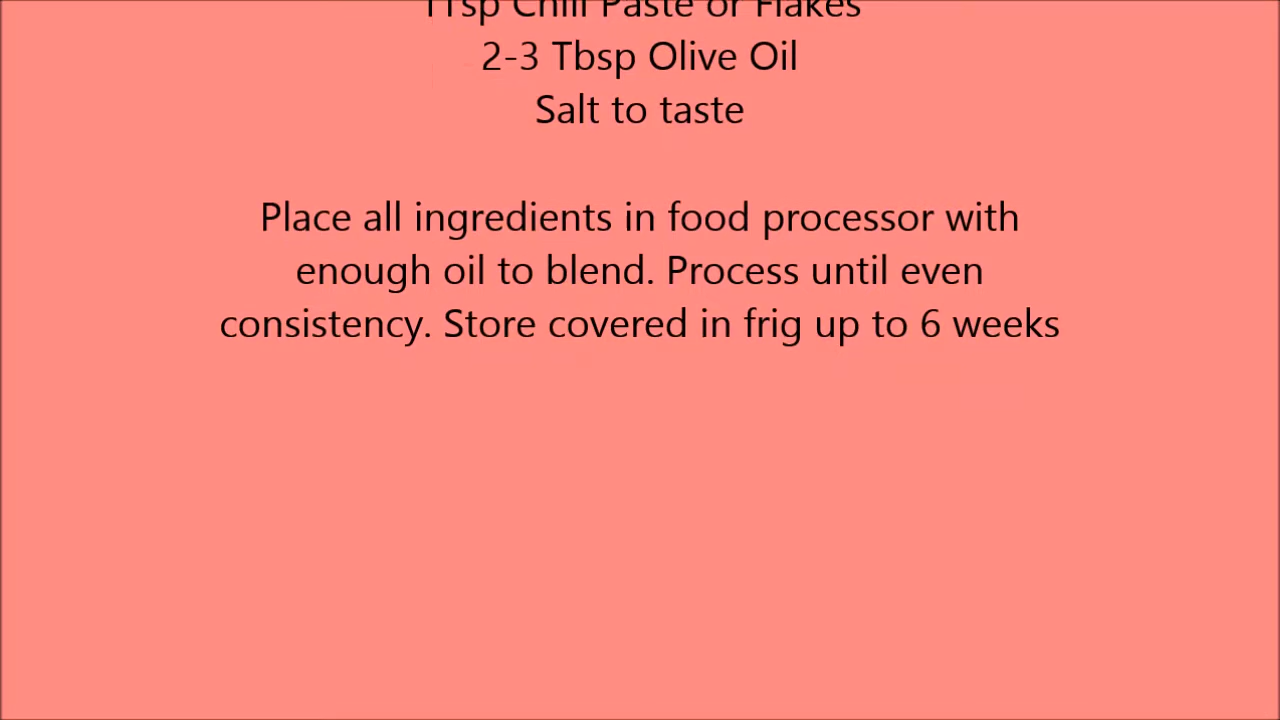 1Tsp Chili Paste or Flakes
2-3 Tbsp Olive Oil
Salt to taste
Place all ingredients in food processor with
enough oil to blend. Process until even
consistency. Store covered in frig up to 6 weeks